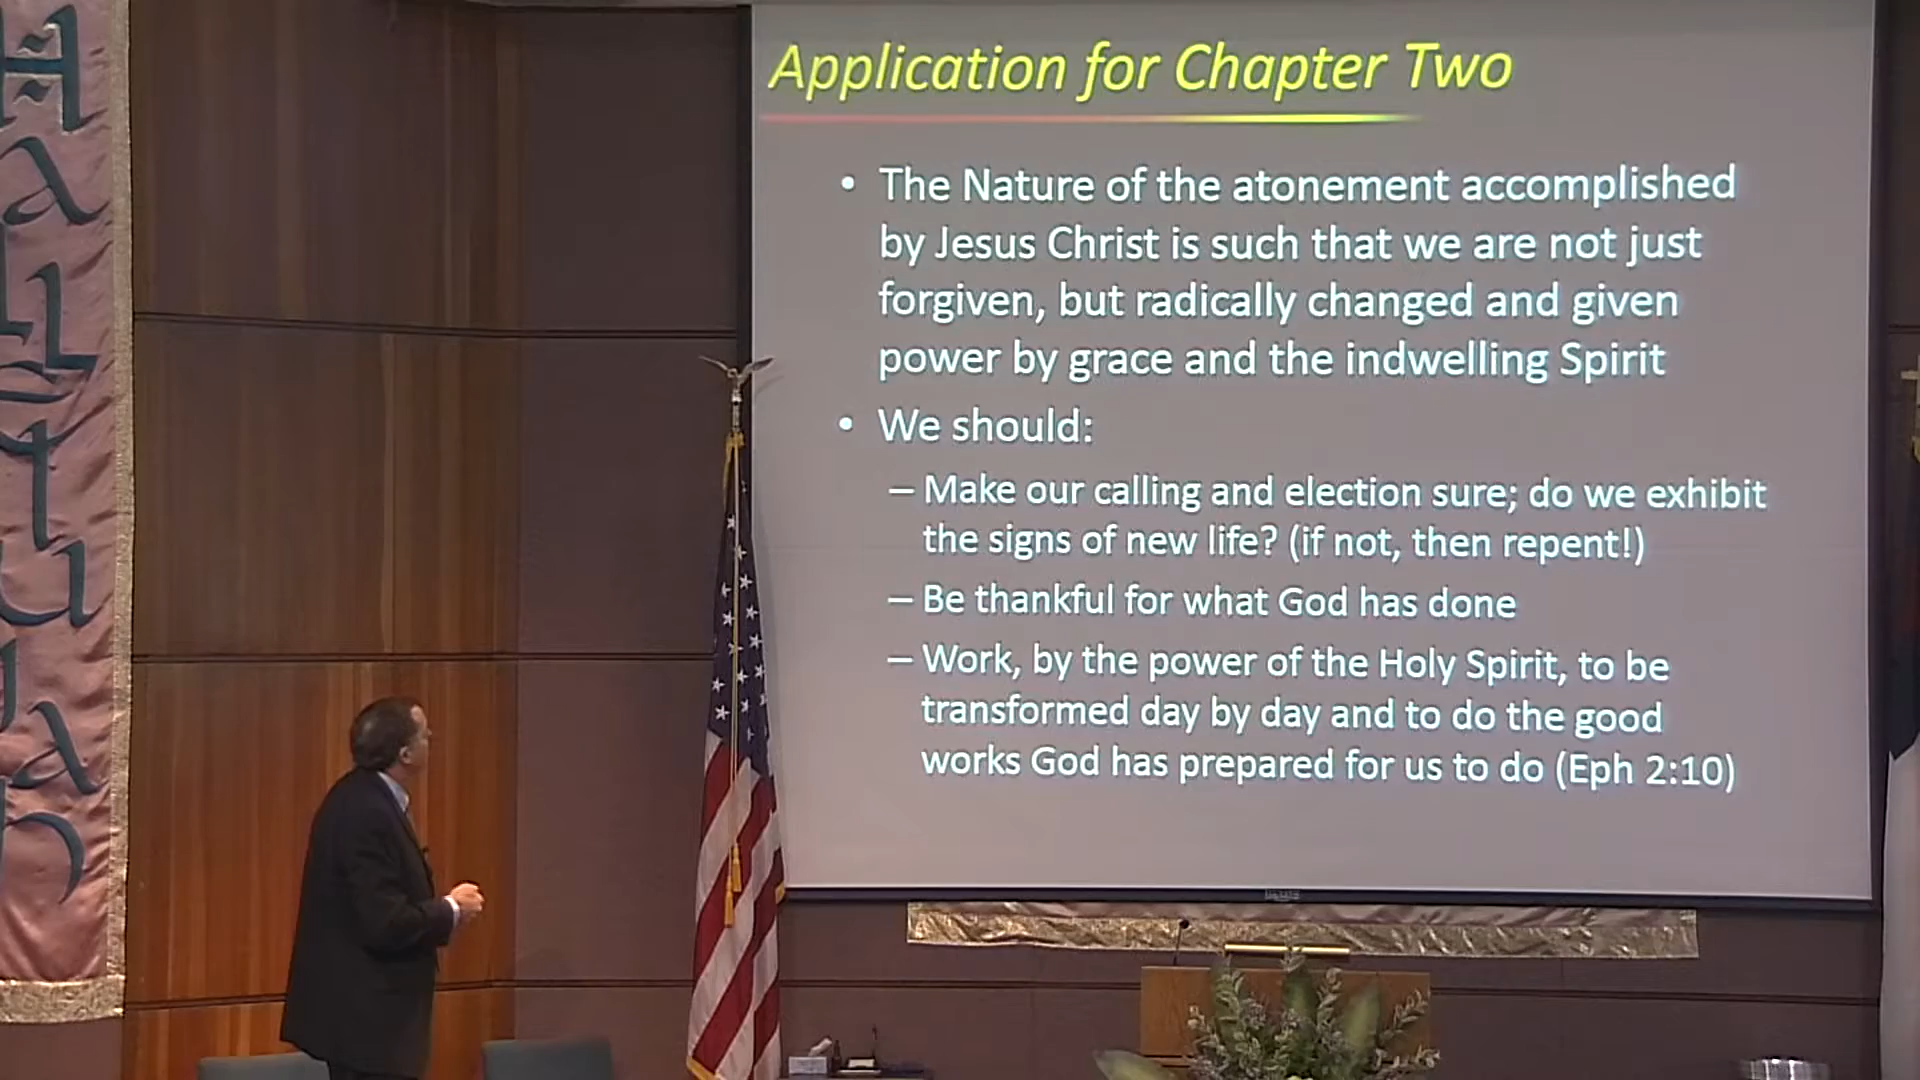 Hallelujah
Application for Chapter Two
• The Nature of the atonement accomplished
by Jesus Christ is such that we are not just
forgiven, but radically changed and given
power by grace and the indwelling Spirit
• We should:
– Make our calling and election sure; do we exhibit
the signs of new life? (if not, then repent!)
– Be thankful for what God has done
– Work, by the power of the Holy Spirit, to be
transformed day by day and to do the good
works God has prepared for us to do (Eph 2:10)